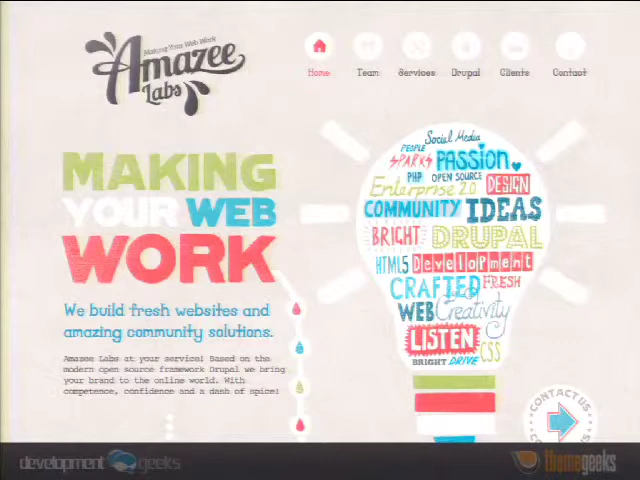 Making Your Web Work
Amazee
Labs
Home Team Services Drupal Clients Contact
MAKING
YOUR WEB
WORK
We build fresh websites and
amazing community solutions.
Amazee Labs at your service! Based on the
modern open source framework Drupal we bring
your brand to the online world. With
competence, confidence and a dash of spice!
Social Media
PEOPLE
SPARKS PASSION
PHP OPEN SOURCE
Enterprise 2.0 DESIGN
COMMUNITY IDEAS
BRIGHT DRUPAL
HTML5 Development
CRAFTED FRESH
WEB Creativity
LISTEN
CSS
BRIGHT DRIVE
CONTACT US
development geeks
themegeeks